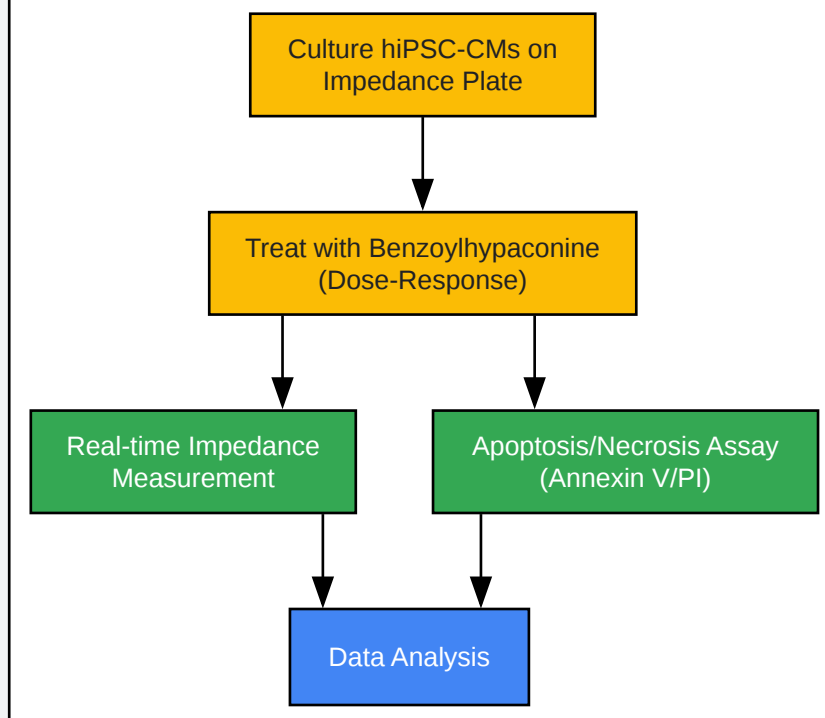 Culture hiPSC-CMs on
Impedance Plate
Treat with Benzoylhypaconine
(Dose-Response)
Real-time Impedance
Measurement
Apoptosis/Necrosis Assay
(Annexin V/PI)
Data Analysis